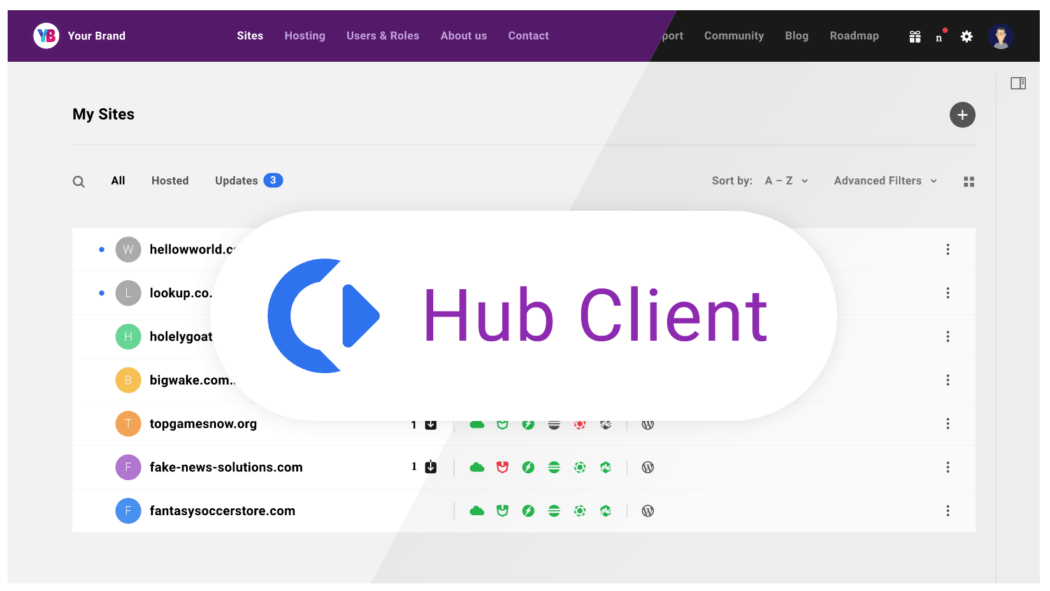 YB Your Brand Sites Hosting Users & Roles About us Contact port Community Blog Roadmap n
My Sites
All Hosted Updates 3 Sort by: A – Z Advanced Filters
W hellowworld.c
L lookup.co.
H holelygoat
B bigwake.com..
Hub Client
T topgamesnow.org 1
F fake-news-solutions.com 1
F fantasysoccerstore.com